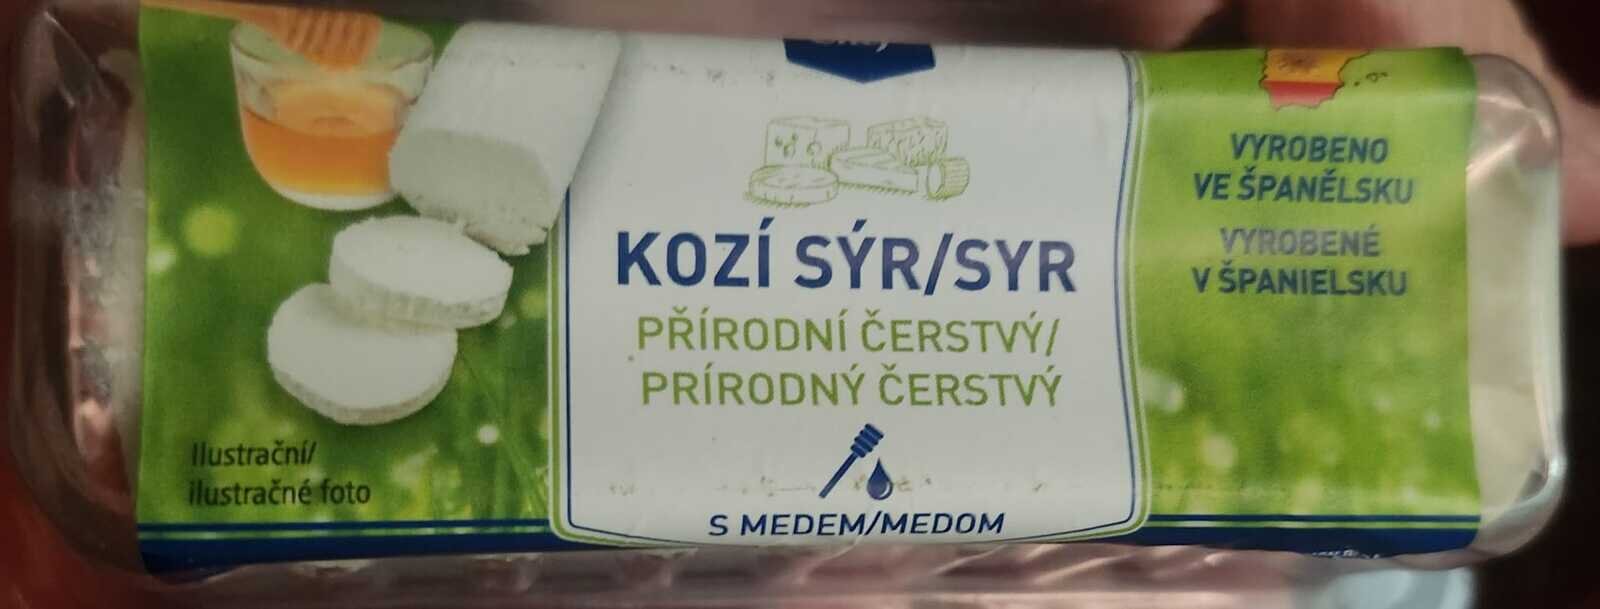 KOZÍ SÝR/SYR
PŘÍRODNÍ ČERSTVÝ/
PRÍRODNÝ ČERSTVÝ
S MEDEM/MEDOM
VYROBENO
VE ŠPANĚLSKU
VYROBENÉ
V ŠPANIELSKU
Ilustrační/
ilustračné foto